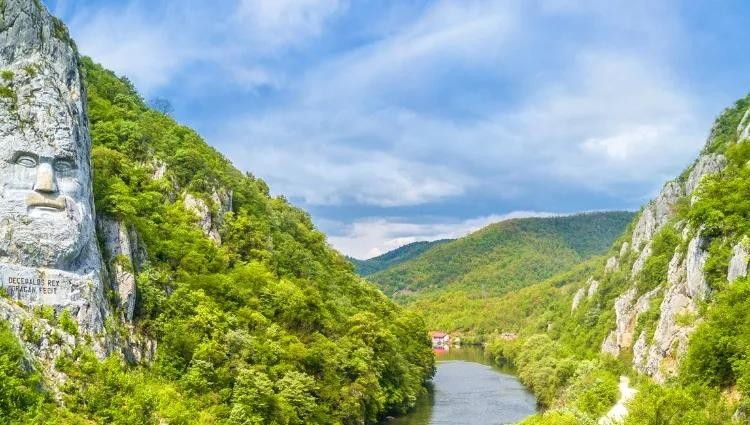 DECEBALUS REX
DRAGAN FECIT